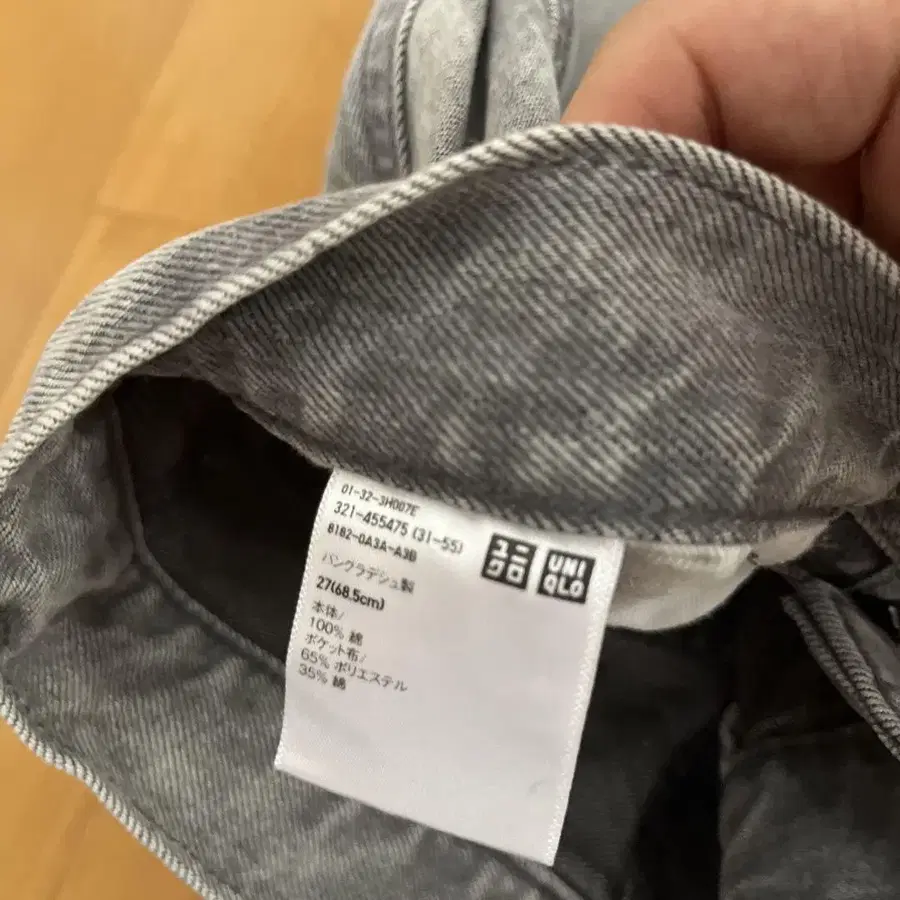 01-32-3H007E
321-455475 (31-55)
8182-0A3A-A3B
バングラデシュ製
27(68.5cm)
本体/
100% 綿
ポケット布/
65% ポリエステル
35% 綿
ユニ
クロ
UNI
QLO